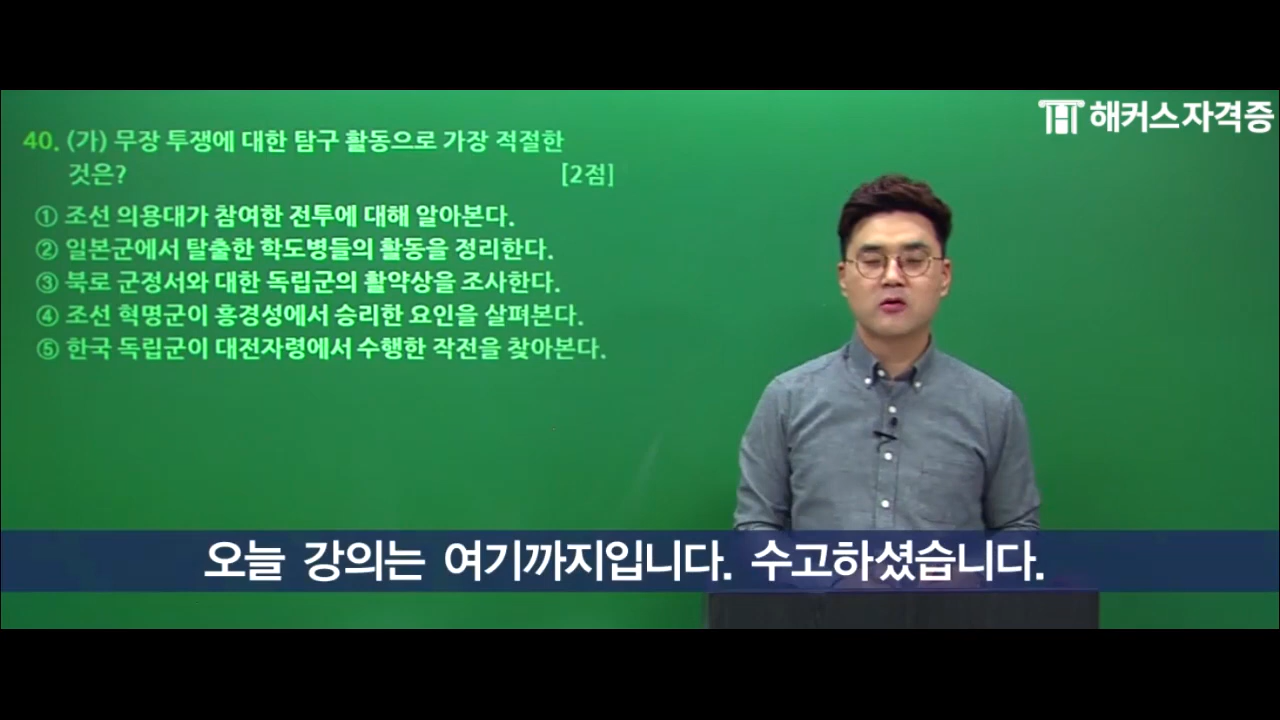 해커스자격증
40. (가) 무장 투쟁에 대한 탐구 활동으로 가장 적절한
것은? [2점]
① 조선 의용대가 참여한 전투에 대해 알아본다.
② 일본군에서 탈출한 학도병들의 활동을 정리한다.
③ 북로 군정서와 대한 독립군의 활약상을 조사한다.
④ 조선 혁명군이 흥경성에서 승리한 요인을 살펴본다.
⑤ 한국 독립군이 대전자령에서 수행한 작전을 찾아본다.
오늘 강의는 여기까지입니다. 수고하셨습니다.